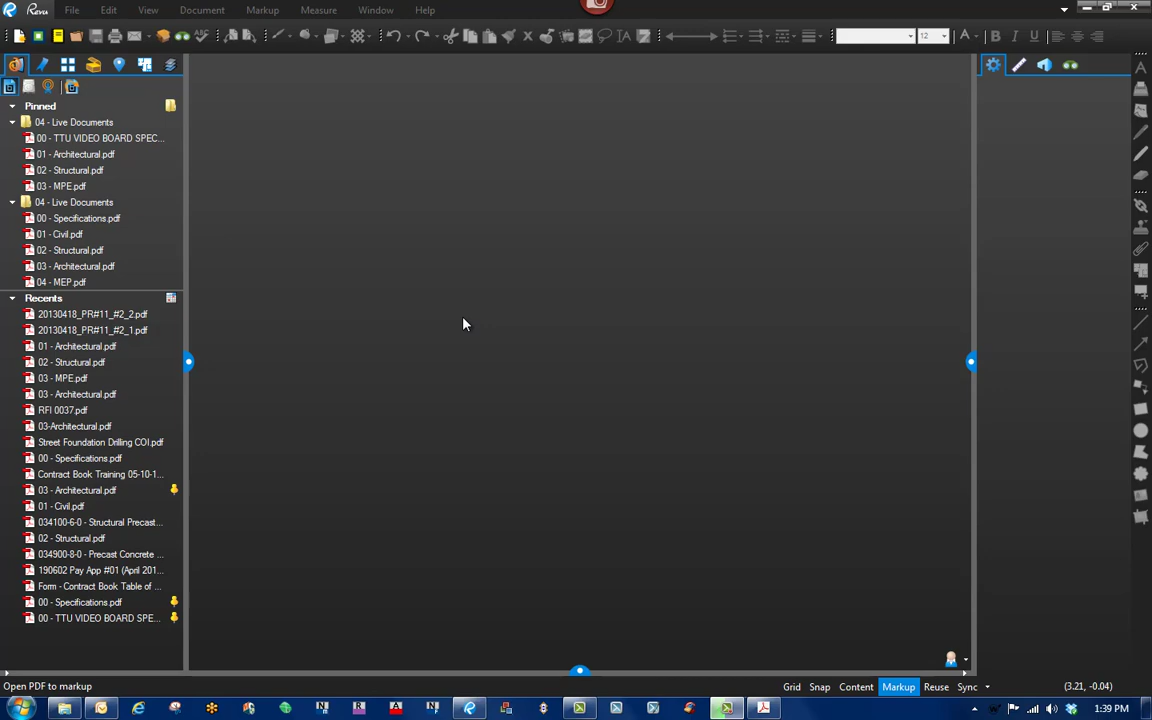 Revu File Edit View Document Markup Measure Window Help
12
Pinned
04 - Live Documents
00 - TTU VIDEO BOARD SPEC...
01 - Architectural.pdf
02 - Structural.pdf
03 - MPE.pdf
04 - Live Documents
00 - Specifications.pdf
01 - Civil.pdf
02 - Structural.pdf
03 - Architectural.pdf
04 - MEP.pdf
Recents
20130418_PR#11_#2_2.pdf
20130418_PR#11_#2_1.pdf
01 - Architectural.pdf
02 - Structural.pdf
03 - MPE.pdf
03 - Architectural.pdf
RFI 0037.pdf
03-Architectural.pdf
Street Foundation Drilling COI.pdf
00 - Specifications.pdf
Contract Book Training 05-10-1...
03 - Architectural.pdf
01 - Civil.pdf
034100-6-0 - Structural Precast...
02 - Structural.pdf
034900-8-0 - Precast Concrete ...
190602 Pay App #01 (April 201...
Form - Contract Book Table of ...
00 - Specifications.pdf
00 - TTU VIDEO BOARD SPE...
Open PDF to markup Grid Snap Content Markup Reuse Sync (3.21, -0.04)
1:39 PM